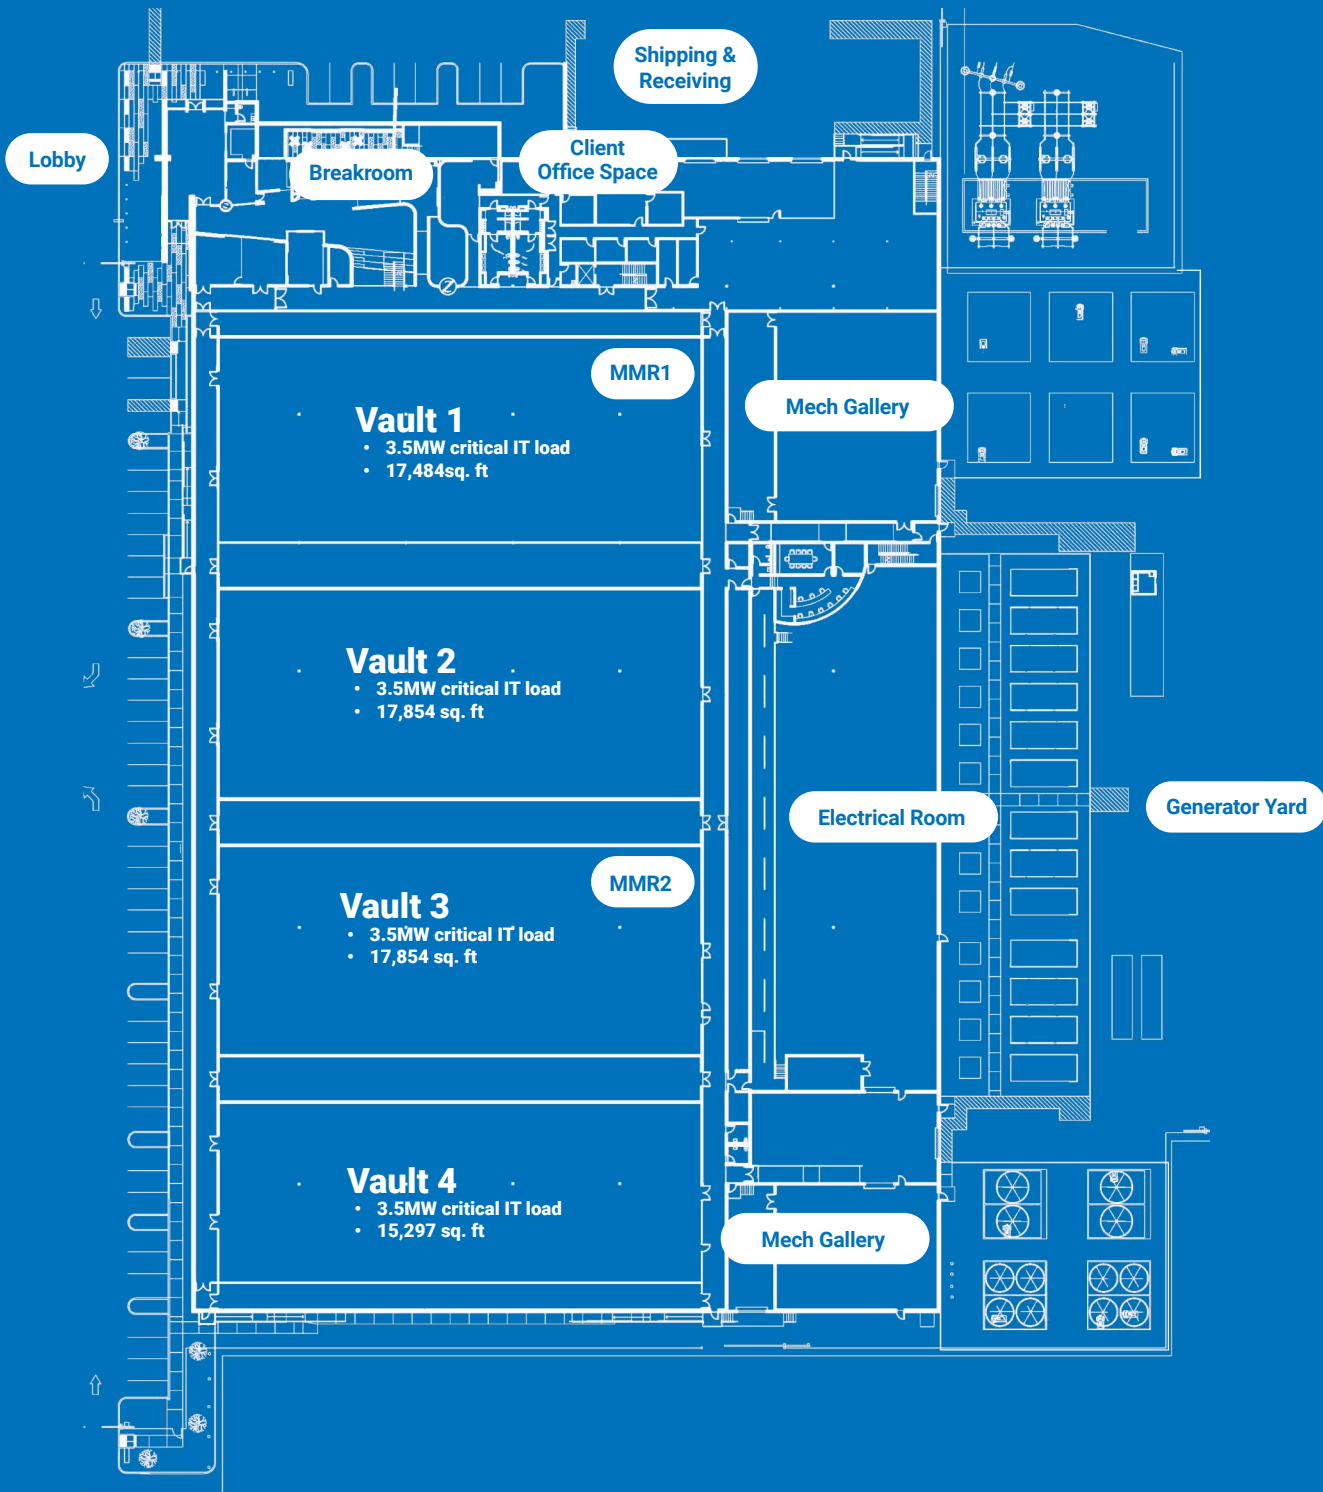 Shipping &
Receiving
Lobby
Breakroom
Client
Office Space
MMR1
Vault 1
• 3.5MW critical IT load
• 17,484sq. ft
Mech Gallery
Vault 2
• 3.5MW critical IT load
• 17,854 sq. ft
Electrical Room
Generator Yard
MMR2
Vault 3
• 3.5MW critical IT load
• 17,854 sq. ft
Vault 4
• 3.5MW critical IT load
• 15,297 sq. ft
Mech Gallery